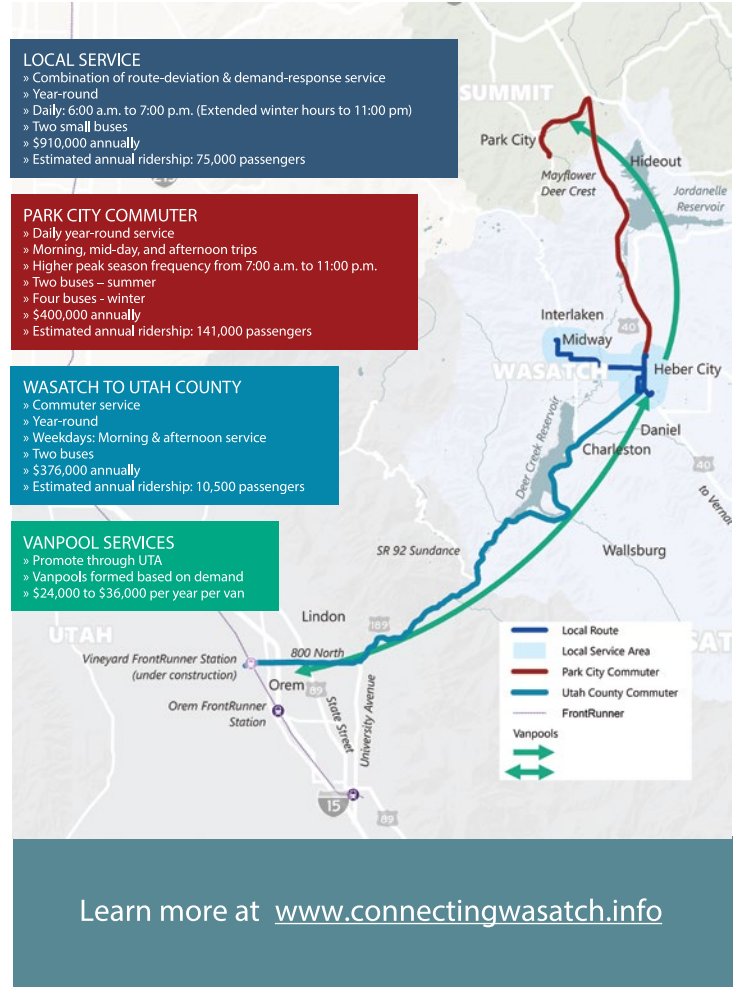 LOCAL SERVICE
» Combination of route-deviation & demand-response service
» Year-round
» Daily: 6:00 a.m. to 7:00 p.m. (Extended winter hours to 11:00 pm)
» Two small buses
» $910,000 annually
» Estimated annual ridership: 75,000 passengers
PARK CITY COMMUTER
» Daily year-round service
» Morning, mid-day, and afternoon trips
» Higher peak season frequency from 7:00 a.m. to 11:00 p.m.
» Two buses – summer
» Four buses - winter
» $400,000 annually
» Estimated annual ridership: 141,000 passengers
WASATCH TO UTAH COUNTY
» Commuter service
» Year-round
» Weekdays: Morning & afternoon service
» Two buses
» $376,000 annually
» Estimated annual ridership: 10,500 passengers
VANPOOL SERVICES
» Promote through UTA
» Vanpools formed based on demand
» $24,000 to $36,000 per year per van
SUMMIT
Park City
Hideout
Mayflower
Deer Crest
Jordanelle
Reservoir
Interlaken
40
Midway
WASATCH
Heber City
Daniel
Charleston
Deer Creek Reservoir
40
SR 92 Sundance
Wallsburg
Lindon
189
UTAH
800 North
Vineyard FrontRunner Station
(under construction)
Orem
89
Orem FrontRunner
Station
State Street
University Avenue
15
89
Local Route
Local Service Area
Park City Commuter
Utah County Commuter
FrontRunner
Vanpools
Learn more at www.connectingwasatch.info